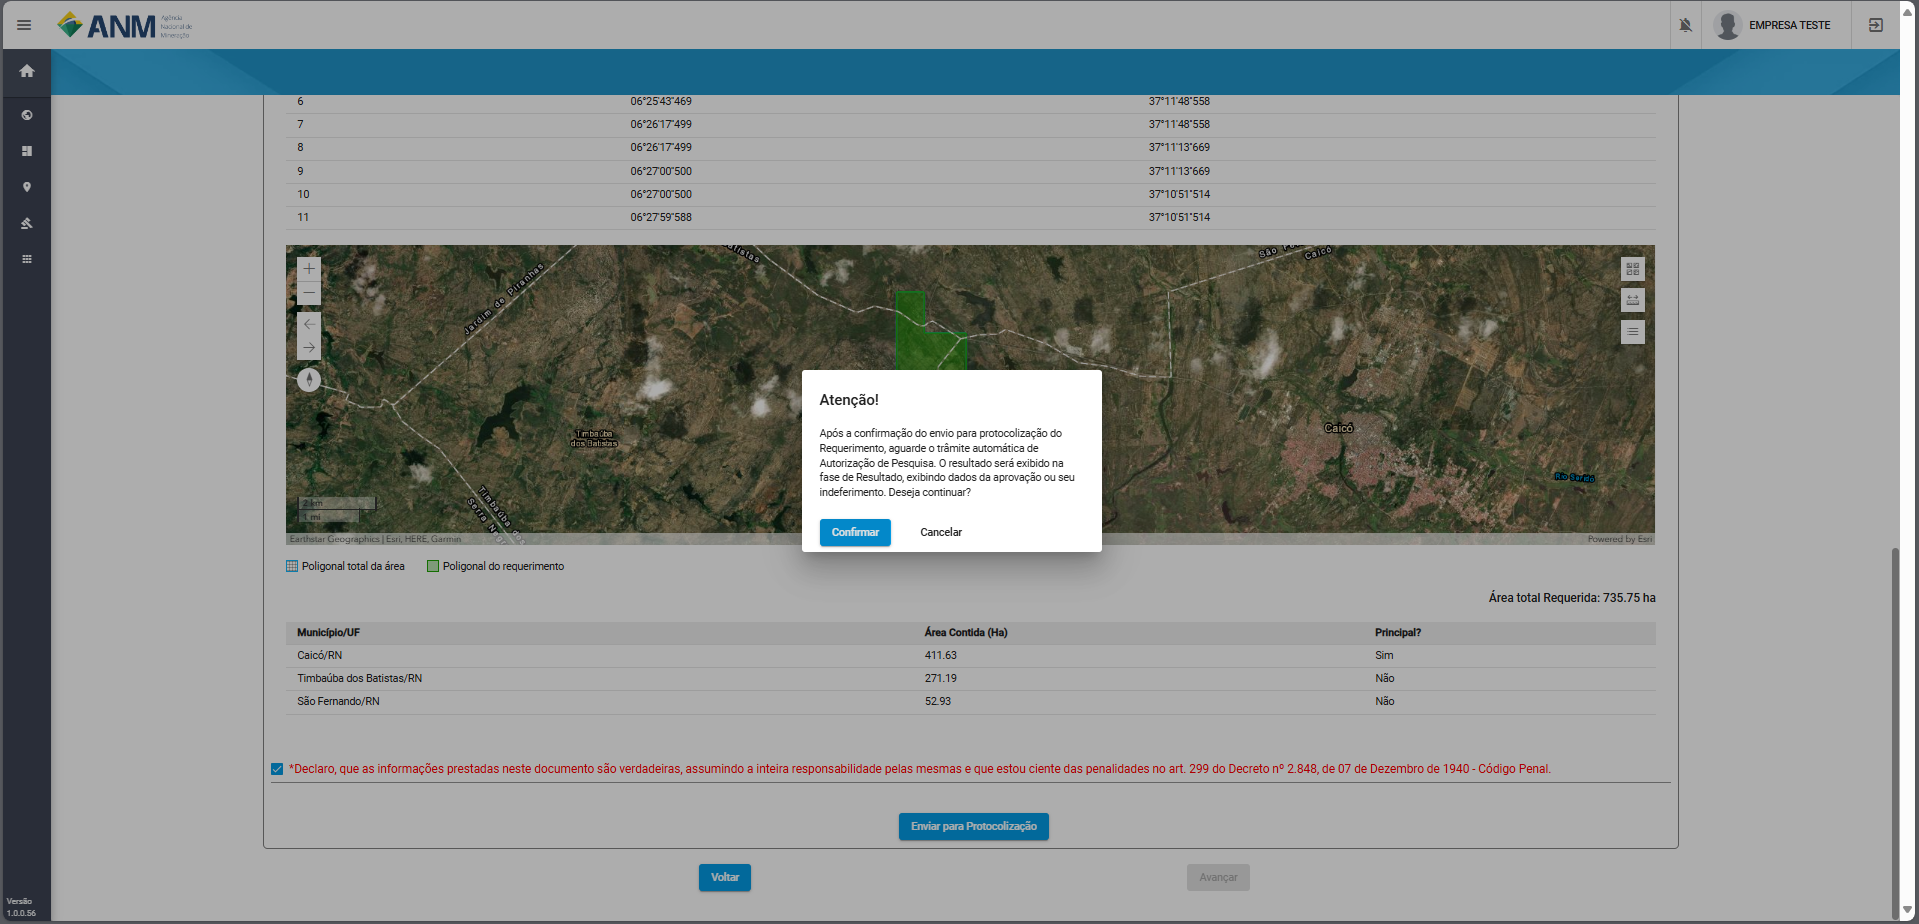 ANM Agência
Nacional de
Mineração
EMPRESA TESTE
6 06°25'43"469 37°11'48"558
7 06°26'17"499 37°11'48"558
8 06°26'17"499 37°11'13"669
9 06°27'00"500 37°11'13"669
10 06°27'00"500 37°10'51"514
11 06°27'59"588 37°10'51"514
Caicó
Jardim de Piranhas
Timbaúba
dos Batistas
Caicó
Rio Seridó
Timbaúba dos
Serra Neg
2 km
1 mi
Earthstar Geographics | Esri, HERE, Garmin
Powered by Esri
Atenção!
Após a confirmação do envio para protocolização do
Requerimento, aguarde o trâmite automática de
Autorização de Pesquisa. O resultado será exibido na
fase de Resultado, exibindo dados da aprovação ou seu
indeferimento. Deseja continuar?
Confirmar Cancelar
Poligonal total da área Poligonal do requerimento
Área total Requerida: 735.75 ha
Município/UF Área Contida (Ha) Principal?
Caicó/RN 411.63 Sim
Timbaúba dos Batistas/RN 271.19 Não
São Fernando/RN 52.93 Não
*Declaro, que as informações prestadas neste documento são verdadeiras, assumindo a inteira responsabilidade pelas mesmas e que estou ciente das penalidades no art. 299 do Decreto nº 2.848, de 07 de Dezembro de 1940 - Código Penal.
Enviar para Protocolização
Voltar Avançar
Versão
1.0.0.56